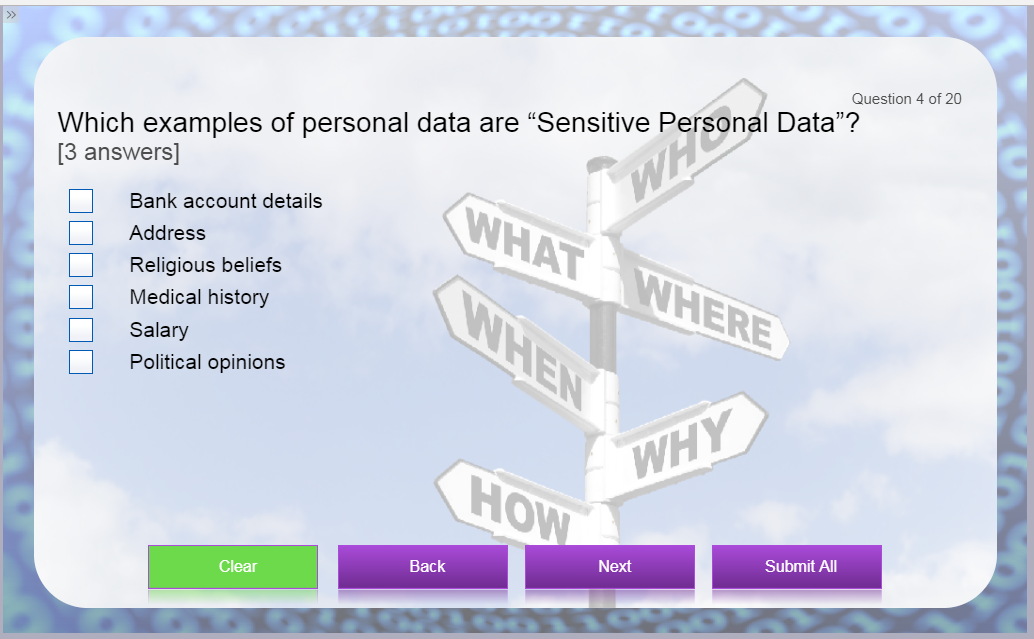 »
Question 4 of 20
Which examples of personal data are “Sensitive Personal Data”?
[3 answers]
Bank account details
Address
Religious beliefs
Medical history
Salary
Political opinions
WHO
WHAT
WHERE
WHEN
WHY
HOW
Clear
Back
Next
Submit All